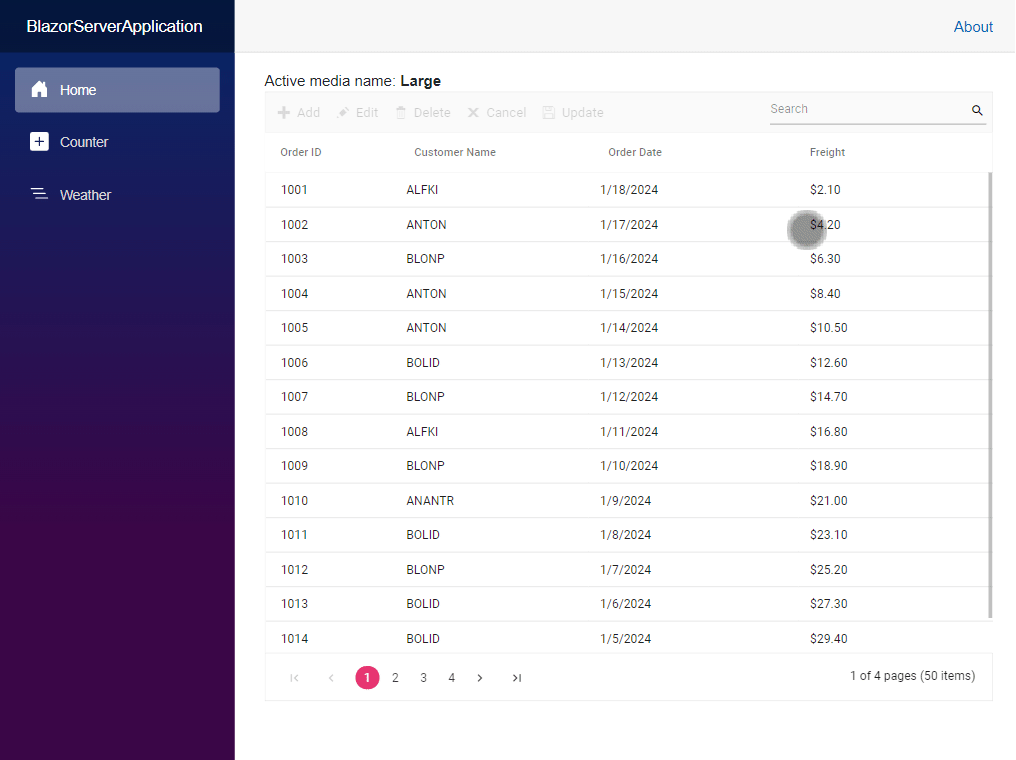 BlazorServerApplication
About
Home
Counter
Weather
Active media name: Large
Add Edit Delete Cancel Update Search
Order ID Customer Name Order Date Freight
1001 ALFKI 1/18/2024 $2.10
1002 ANTON 1/17/2024 $4.20
1003 BLONP 1/16/2024 $6.30
1004 ANTON 1/15/2024 $8.40
1005 ANTON 1/14/2024 $10.50
1006 BOLID 1/13/2024 $12.60
1007 BLONP 1/12/2024 $14.70
1008 ALFKI 1/11/2024 $16.80
1009 BLONP 1/10/2024 $18.90
1010 ANANTR 1/9/2024 $21.00
1011 BOLID 1/8/2024 $23.10
1012 BLONP 1/7/2024 $25.20
1013 BOLID 1/6/2024 $27.30
1014 BOLID 1/5/2024 $29.40
1 2 3 4 1 of 4 pages (50 items)